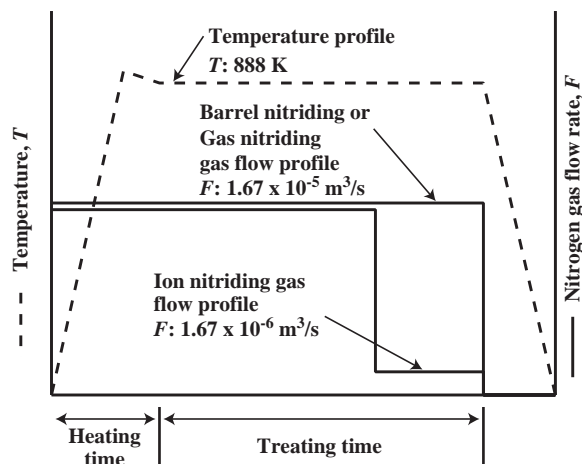 Temperature profile
T: 888 K
Barrel nitriding or
Gas nitriding
gas flow profile
F: 1.67 x 10⁻⁵ m³/s
Ion nitriding gas
flow profile
F: 1.67 x 10⁻⁶ m³/s
Temperature, T
Nitrogen gas flow rate, F
Heating
time
Treating time